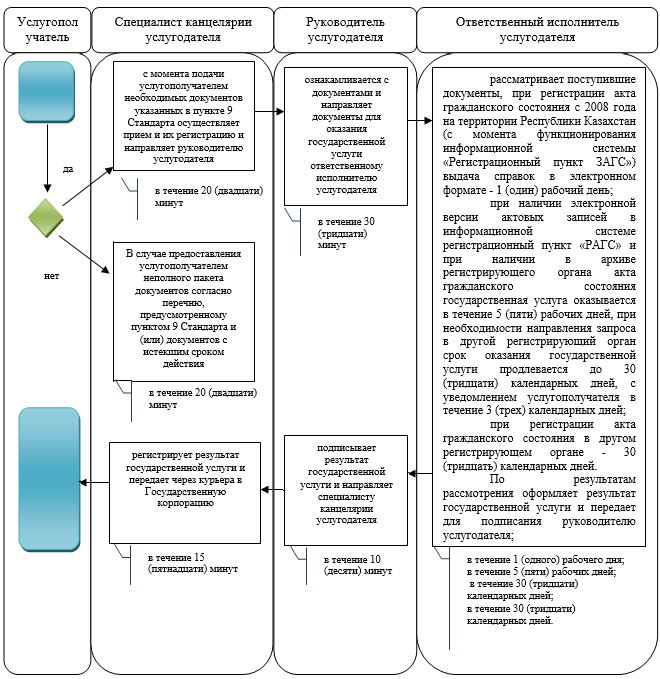 Услугопол
учатель
Специалист канцелярии
услугодателя
Руководитель
услугодателя
Ответственный исполнитель
услугодателя
да
нет
с момента подачи
услугополучателем
необходимых документов
указанных в пункте 9
Стандарта осуществляет
прием и их регистрацию и
направляет руководителю
услугодателя
в течение 20 (двадцати)
минут
В случае предоставления
услугополучателем
неполного пакета
документов согласно
перечню,
предусмотренному
пунктом 9 Стандарта и
(или) документов с
истекшим сроком
действия
в течение 20 (двадцати)
минут
регистрирует результат
государственной услуги и
передает через курьера в
Государственную
корпорацию
в течение 15
(пятнадцати) минут
ознакамливается с
документами и
направляет
документы для
оказания
государственной
услуги
ответственному
исполнителю
услугодателя
в течение 30
(тридцати)
минут
подписывает
результат
государственной
услуги и направляет
специалисту
канцелярии
услугодателя
в течение 10
(десяти) минут
рассматривает поступившие
документы, при регистрации акта
гражданского состояния с 2008 года
на территории Республики Казахстан
(с момента функционирования
информационной системы
«Регистрационный пункт ЗАГС»)
выдача справок в электронном
формате - 1 (один) рабочий день;
при наличии электронной
версии актовых записей в
информационной системе
регистрационный пункт «РАГС» и
при наличии в архиве
регистрирующего органа акта
гражданского состояния
государственная услуга оказывается
в течение 5 (пяти) рабочих дней, при
необходимости направления запроса
в другой регистрирующий орган
срок оказания государственной
услуги продлевается до 30
(тридцати) календарных дней, с
уведомлением услугополучателя в
течение 3 (трех) календарных дней;
при регистрации акта
гражданского состояния в другом
регистрирующем органе - 30
(тридцать) календарных дней.
По результатам
рассмотрения оформляет результат
государственной услуги и передает
для подписания руководителю
услугодателя;
в течение 1 (одного) рабочего дня;
в течение 5 (пяти) рабочих дней;
в течение 30 (тридцати)
календарных дней;
в течение 30 (тридцати)
календарных дней.